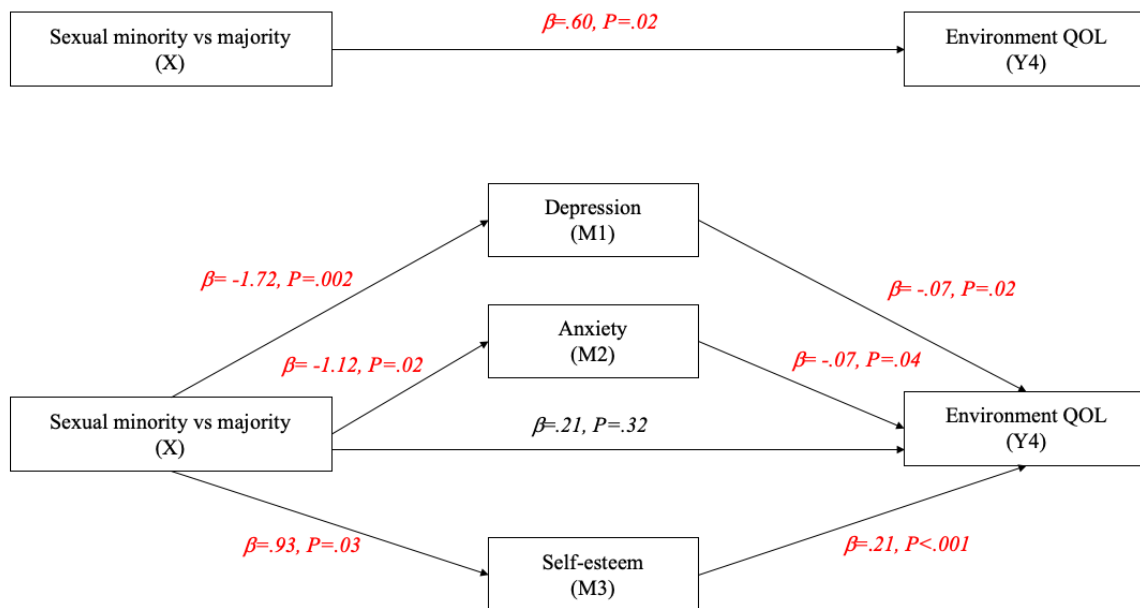 β=.60, P=.02
Sexual minority vs majority
(X)
Environment QOL
(Y4)
Depression
(M1)
β= -1.72, P=.002
β= -.07, P=.02
Anxiety
(M2)
β= -1.12, P=.02
β= -.07, P=.04
Sexual minority vs majority
(X)
β=.21, P=.32
Environment QOL
(Y4)
β=.93, P=.03
β=.21, P<.001
Self-esteem
(M3)